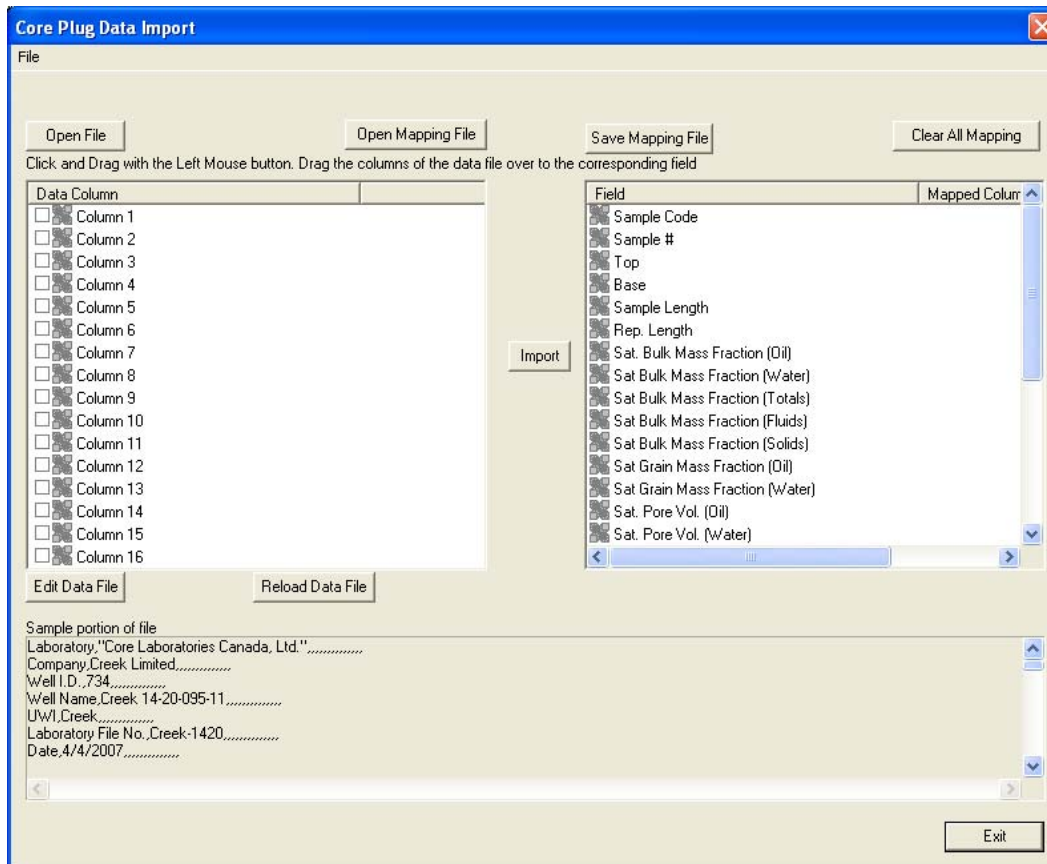 Core Plug Data Import
File
Open File
Open Mapping File
Save Mapping File
Clear All Mapping
Click and Drag with the Left Mouse button. Drag the columns of the data file over to the corresponding field
Data Column
Column 1
Column 2
Column 3
Column 4
Column 5
Column 6
Column 7
Column 8
Column 9
Column 10
Column 11
Column 12
Column 13
Column 14
Column 15
Column 16
Import
Field Mapped Colum
Sample Code
Sample #
Top
Base
Sample Length
Rep. Length
Sat. Bulk Mass Fraction (Oil)
Sat Bulk Mass Fraction (Water)
Sat Bulk Mass Fraction (Totals)
Sat Bulk Mass Fraction (Fluids)
Sat Bulk Mass Fraction (Solids)
Sat Grain Mass Fraction (Oil)
Sat Grain Mass Fraction (Water)
Sat. Pore Vol. (Oil)
Sat. Pore Vol. (Water)
Edit Data File
Reload Data File
Sample portion of file
Laboratory,"Core Laboratories Canada, Ltd.",,,,,,,,,,,,,,
Company,Creek Limited,,,,,,,,,,,,,,
Well I.D.,734,,,,,,,,,,,,,,
Well Name,Creek 14-20-095-11,,,,,,,,,,,,,,
UWI,Creek,,,,,,,,,,,,,,
Laboratory File No.,Creek-1420,,,,,,,,,,,,,,
Date,4/4/2007,,,,,,,,,,,,,,
Exit